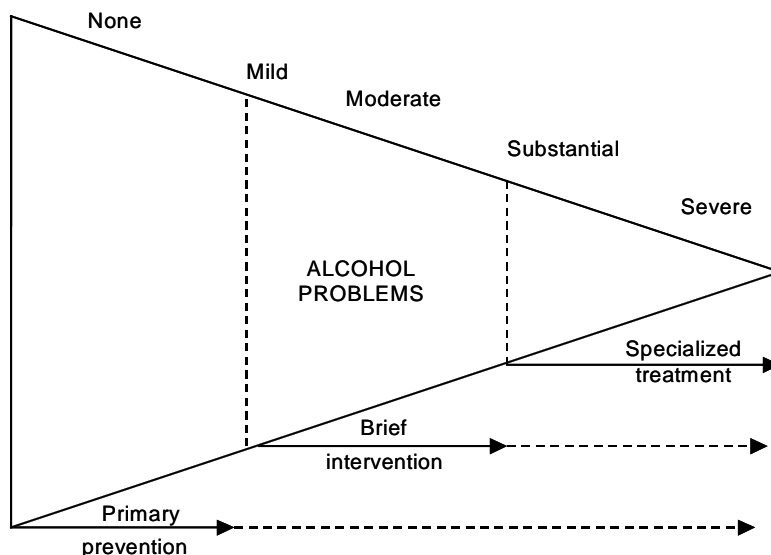 None
Mild
Moderate
Substantial
Severe
ALCOHOL
PROBLEMS
Specialized
treatment
Brief
intervention
Primary
prevention